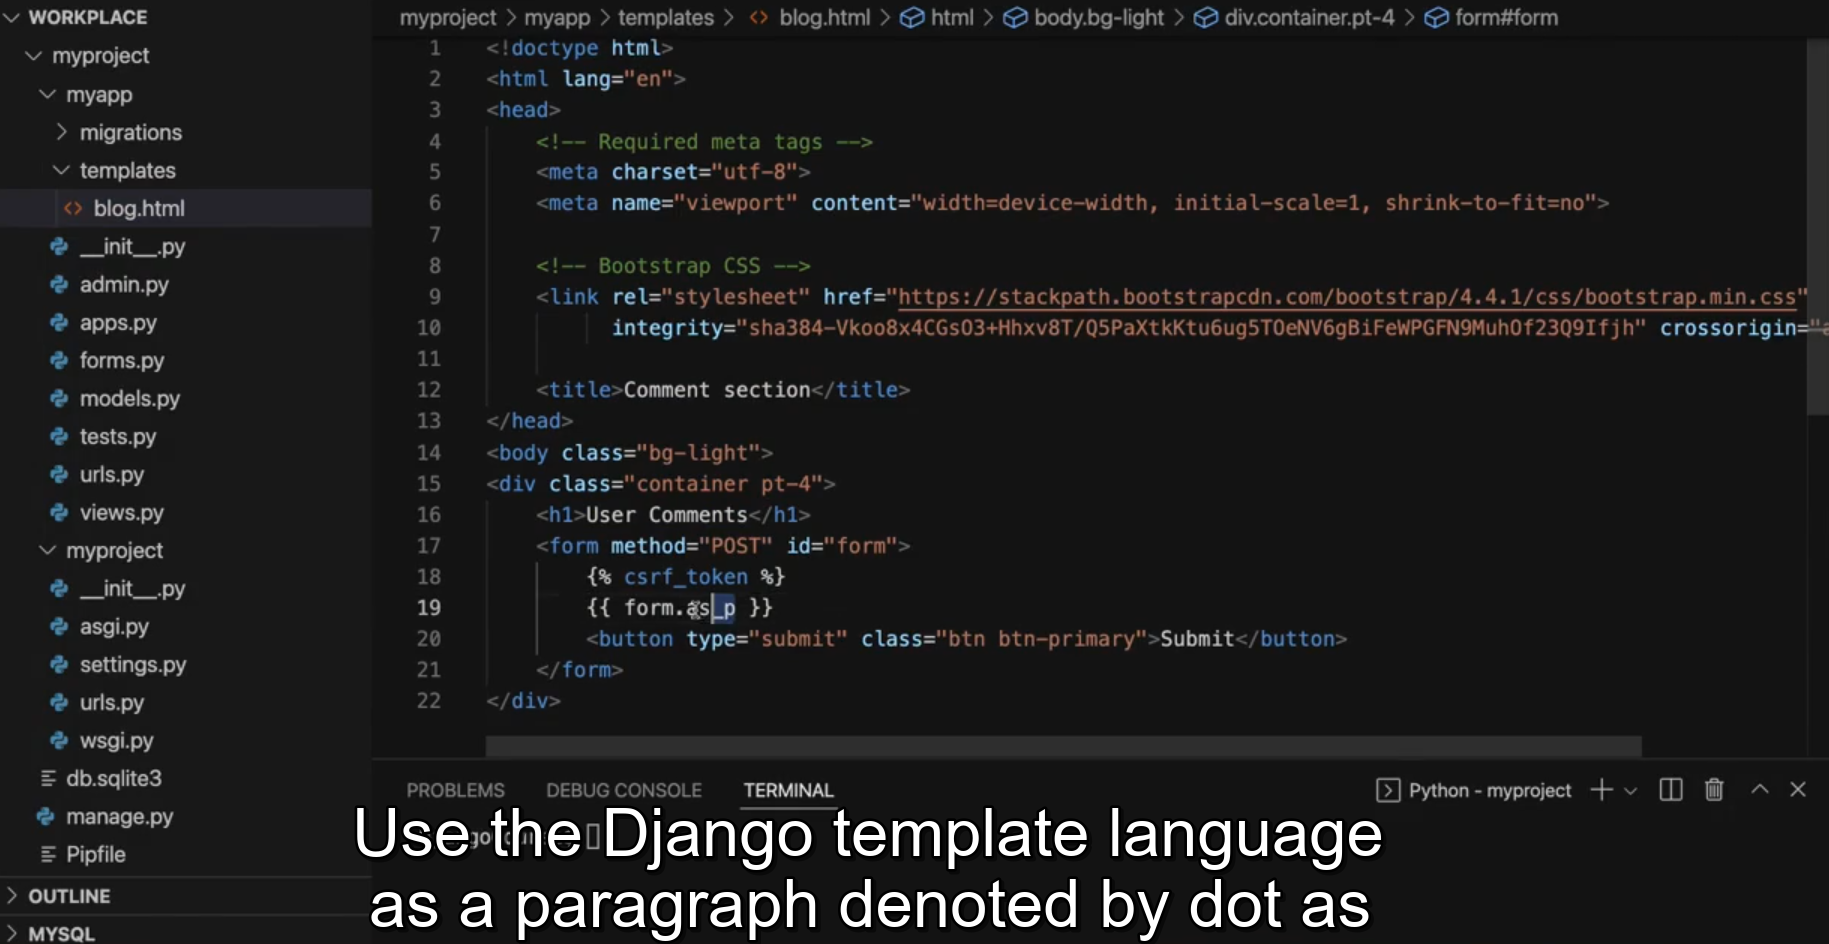 WORKPLACE
myproject
myapp
migrations
templates
blog.html
__init__.py
admin.py
apps.py
forms.py
models.py
tests.py
urls.py
views.py
myproject
__init__.py
asgi.py
settings.py
urls.py
wsgi.py
db.sqlite3
manage.py
Pipfile
OUTLINE
MYSQL
myproject > myapp > templates > blog.html > html > body.bg-light > div.container.pt-4 > form#form
1 <!doctype html>
2 <html lang="en">
3 <head>
4 <!-- Required meta tags -->
5 <meta charset="utf-8">
6 <meta name="viewport" content="width=device-width, initial-scale=1, shrink-to-fit=no">
7
8 <!-- Bootstrap CSS -->
9 <link rel="stylesheet" href="https://stackpath.bootstrapcdn.com/bootstrap/4.4.1/css/bootstrap.min.css"
10 integrity="sha384-Vkoo8x4CGsO3+Hhxv8T/Q5PaXtkKtu6ug5TOeNV6gBiFeWPGFN9MuhOf23Q9Ifjh" crossorigin="a
11
12 <title>Comment section</title>
13 </head>
14 <body class="bg-light">
15 <div class="container pt-4">
16 <h1>User Comments</h1>
17 <form method="POST" id="form">
18 {% csrf_token %}
19 {{ form.as_p }}
20 <button type="submit" class="btn btn-primary">Submit</button>
21 </form>
22 </div>
PROBLEMS DEBUG CONSOLE TERMINAL Python - myproject
Use the Django template language
as a paragraph denoted by dot as